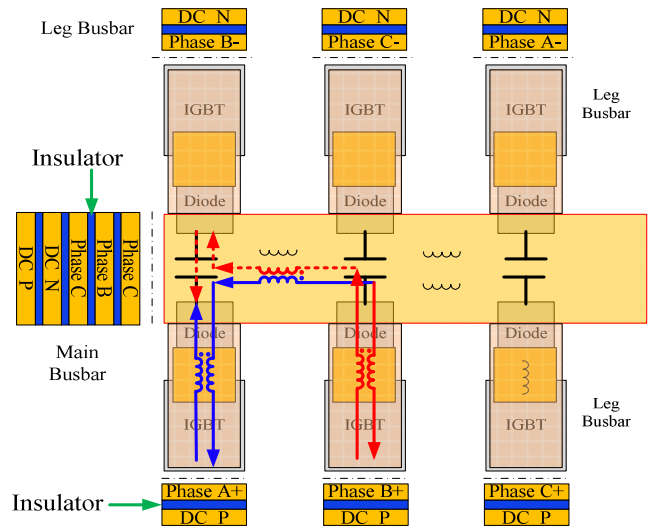 Leg Busbar
DC N
Phase B-
DC N
Phase C-
DC N
Phase A-
IGBT
IGBT
IGBT
Leg
Busbar
Insulator
Diode
Diode
Diode
DC P
DC N
Phase C
Phase B
Phase C
Main
Busbar
Diode
Diode
Diode
IGBT
IGBT
IGBT
Leg
Busbar
Insulator
Phase A+
DC P
Phase B+
DC P
Phase C+
DC P